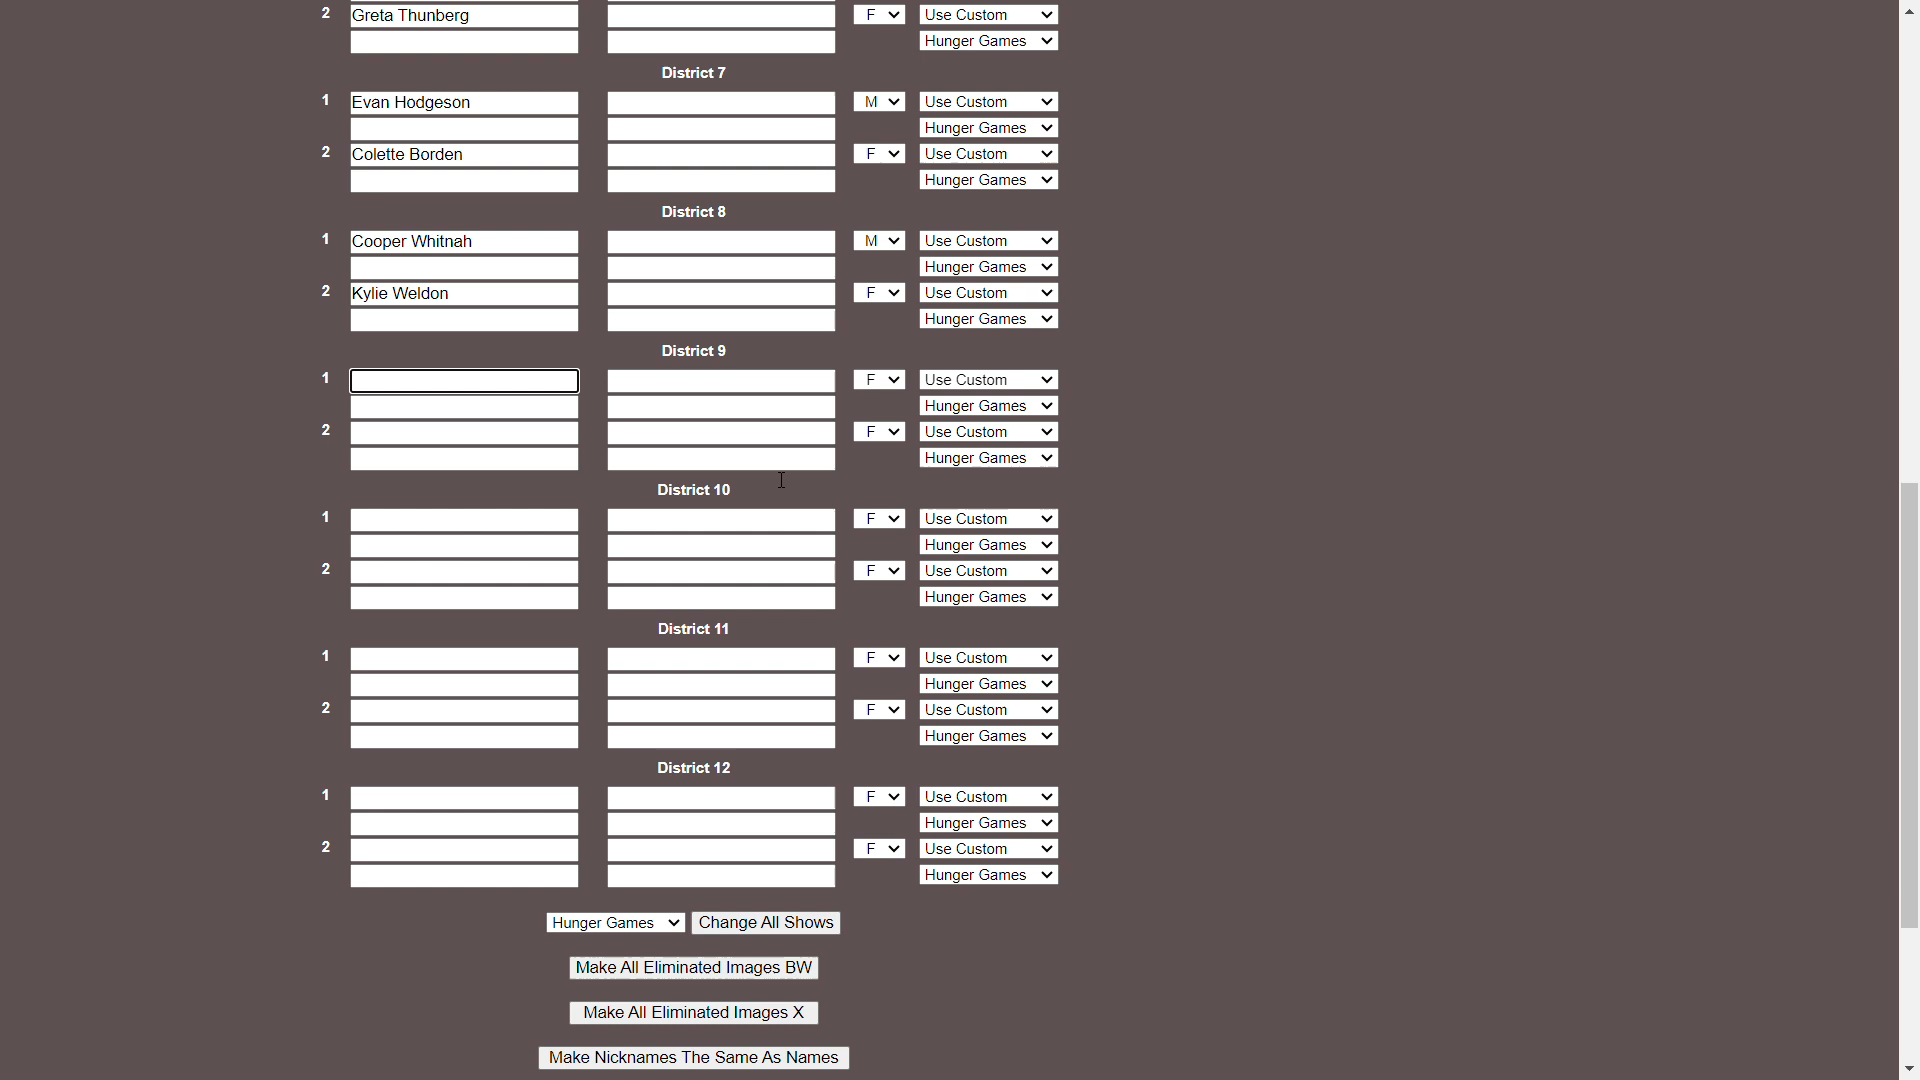 2 Greta Thunberg F Use Custom
Hunger Games
District 7
1 Evan Hodgeson M Use Custom
Hunger Games
2 Colette Borden F Use Custom
Hunger Games
District 8
1 Cooper Whitnah M Use Custom
Hunger Games
2 Kylie Weldon F Use Custom
Hunger Games
District 9
1 F Use Custom
Hunger Games
2 F Use Custom
Hunger Games
District 10
1 F Use Custom
Hunger Games
2 F Use Custom
Hunger Games
District 11
1 F Use Custom
Hunger Games
2 F Use Custom
Hunger Games
District 12
1 F Use Custom
Hunger Games
2 F Use Custom
Hunger Games
Hunger Games Change All Shows
Make All Eliminated Images BW
Make All Eliminated Images X
Make Nicknames The Same As Names